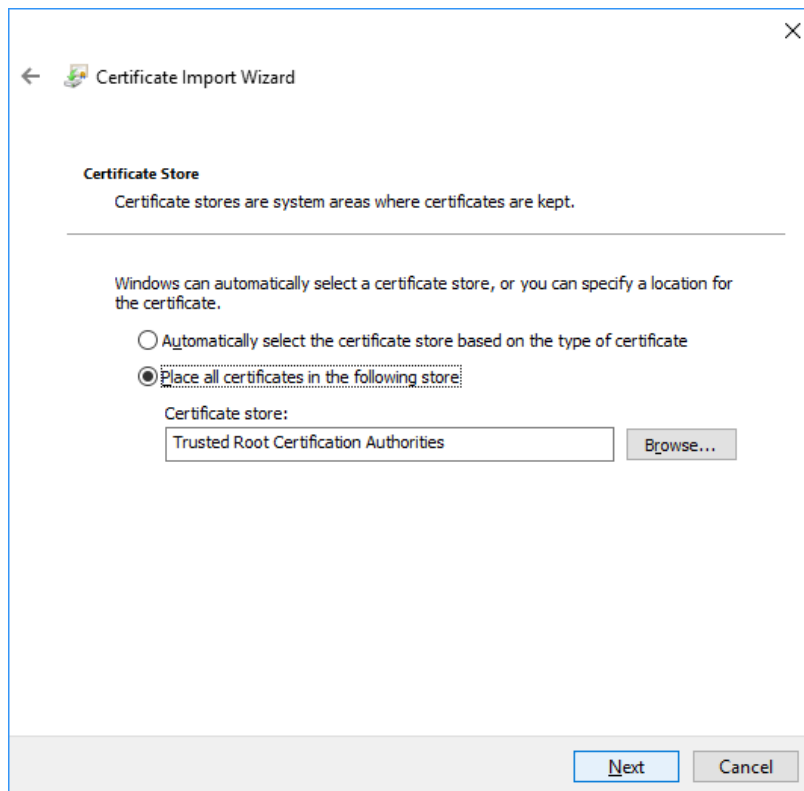 Certificate Import Wizard
Certificate Store
Certificate stores are system areas where certificates are kept.
Windows can automatically select a certificate store, or you can specify a location for
the certificate.
Automatically select the certificate store based on the type of certificate
Place all certificates in the following store
Certificate store:
Trusted Root Certification Authorities
Browse...
Next
Cancel